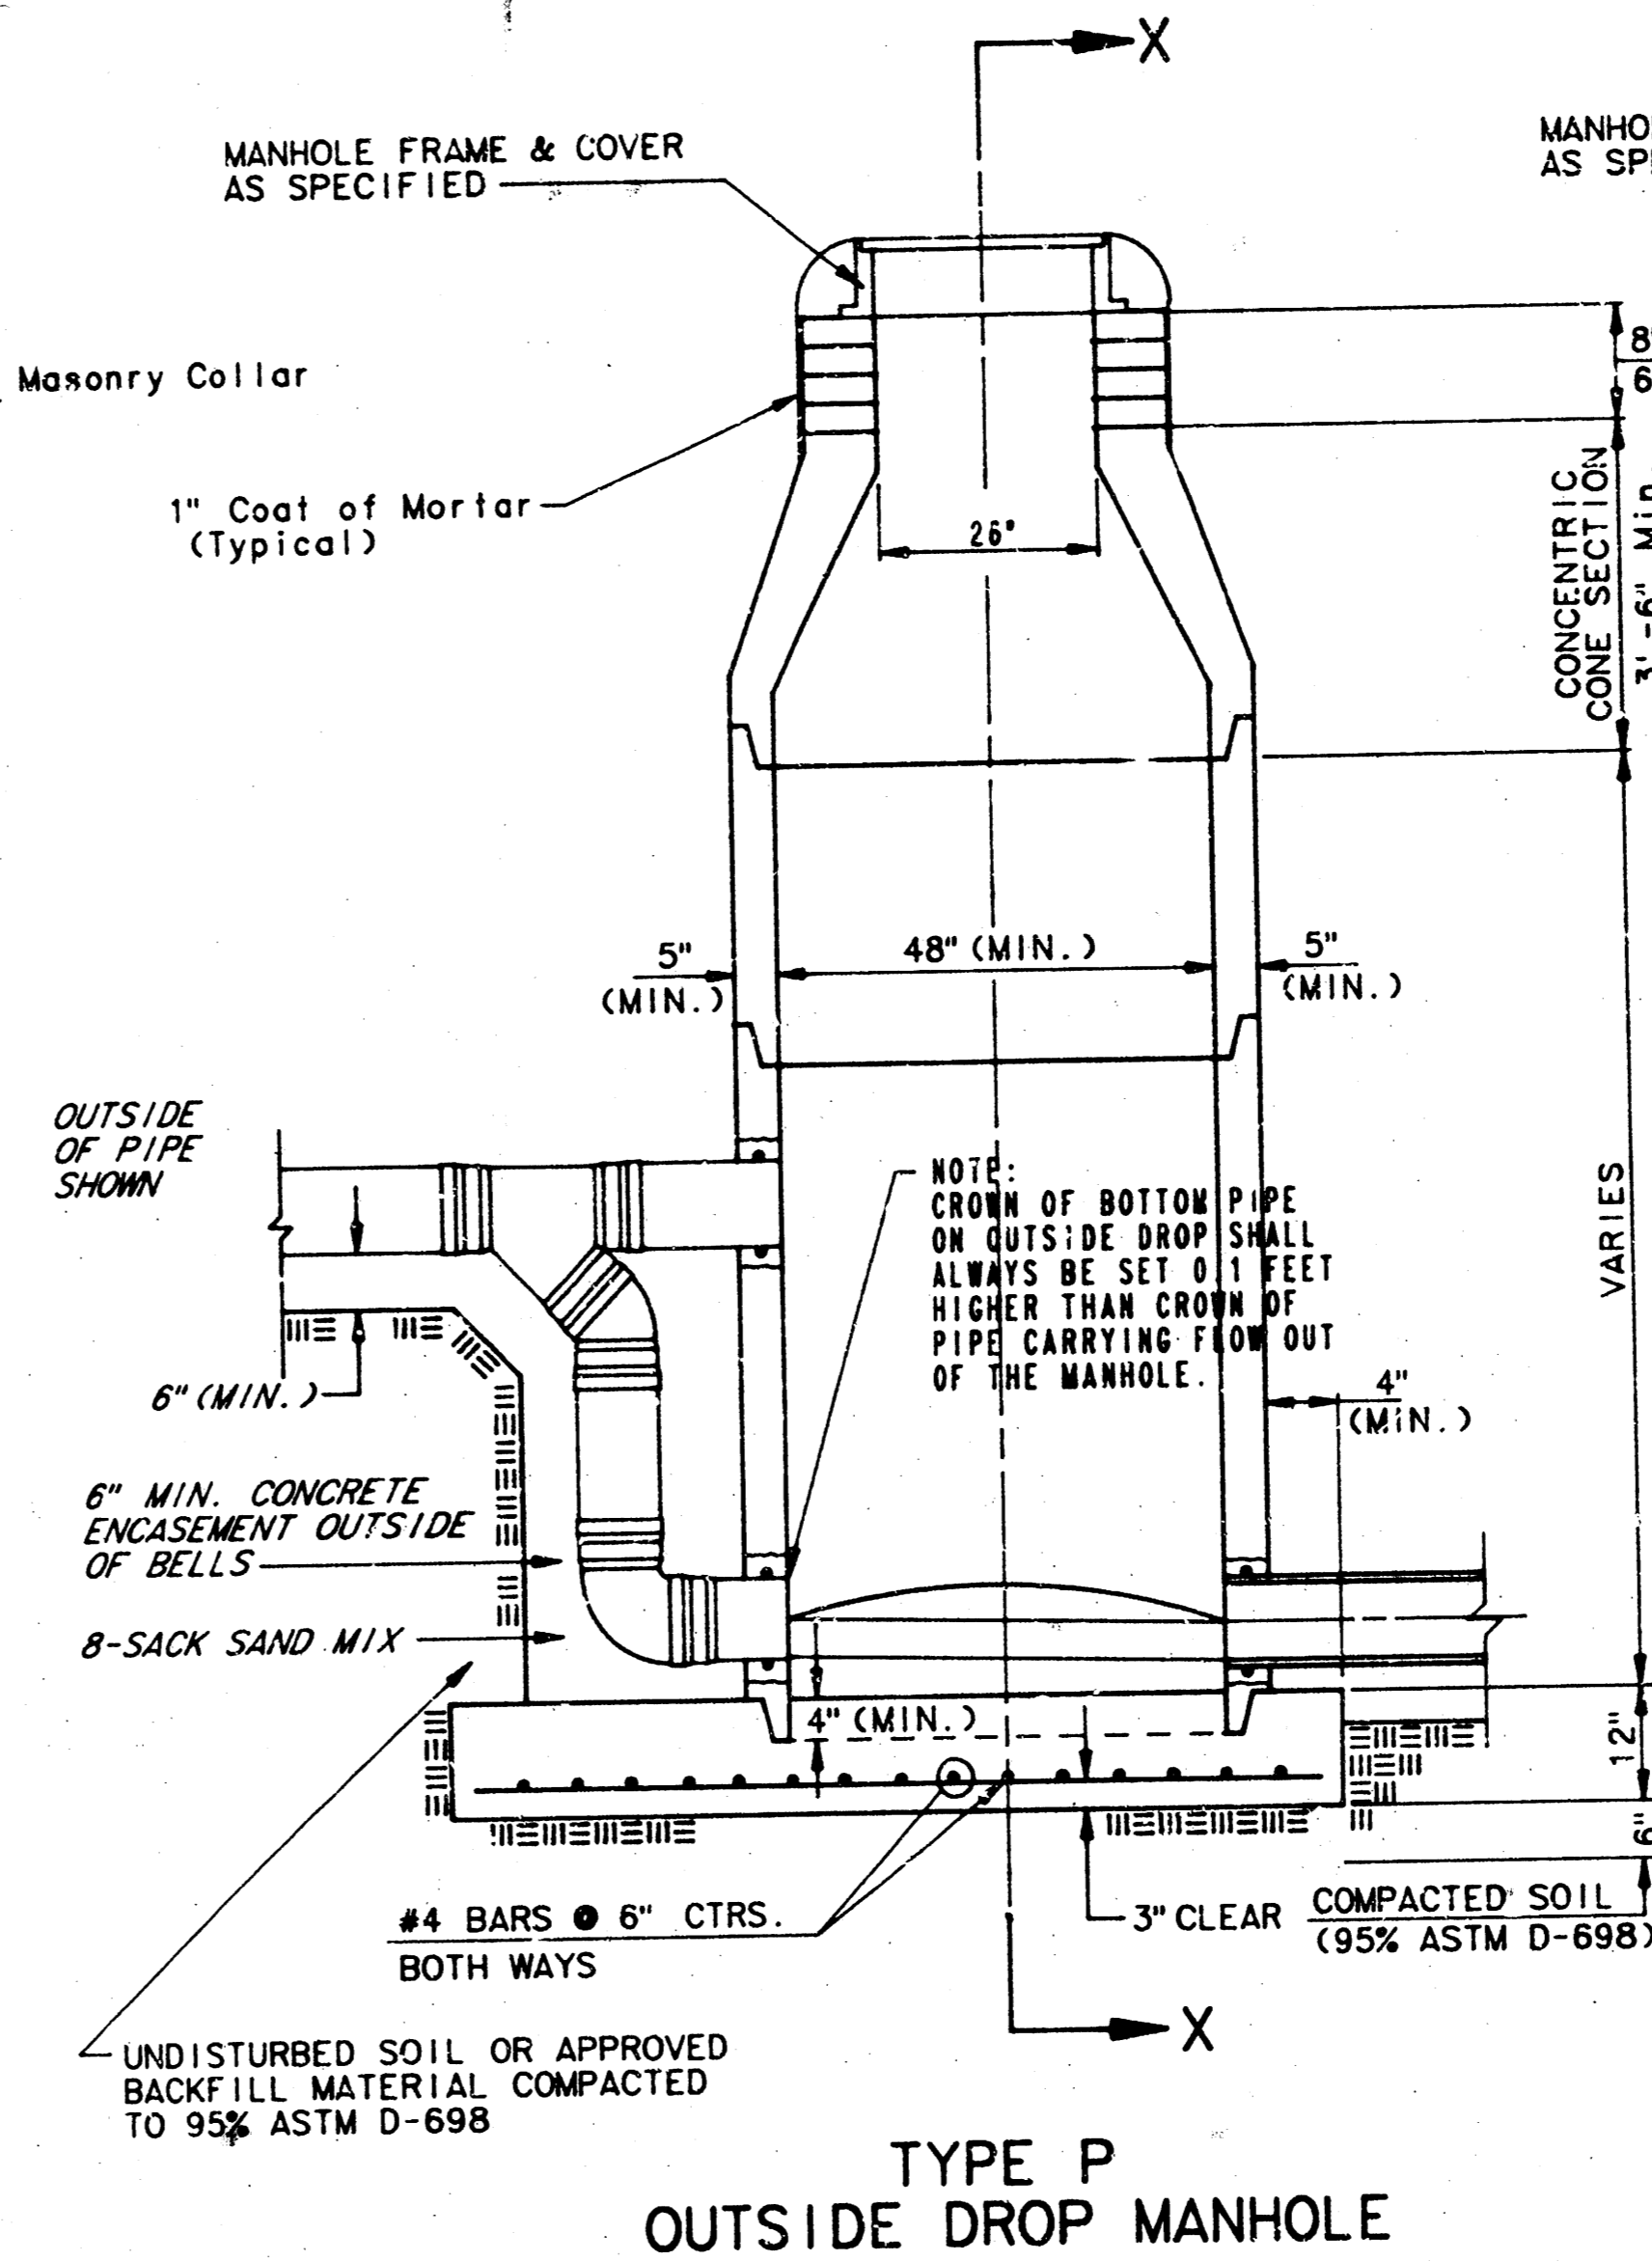 X
MANHOLE FRAME & COVER
AS SPECIFIED
Masonry Collar
1" Coat of Mortar
(Typical)
26"
CONCENTRIC
CONE SECTION
3'-6" Min
5"
(MIN.)
48" (MIN.)
5"
(MIN.)
OUTSIDE
OF PIPE
SHOWN
NOTE:
CROWN OF BOTTOM PIPE
ON OUTSIDE DROP SHALL
ALWAYS BE SET 0.1 FEET
HIGHER THAN CROWN OF
PIPE CARRYING FLOW OUT
OF THE MANHOLE.
VARIES
6" (MIN.)
4"
(MIN.)
6" MIN. CONCRETE
ENCASEMENT OUTSIDE
OF BELLS
8-SACK SAND MIX
4" (MIN.)
12"
6"
#4 BARS @ 6" CTRS.
BOTH WAYS
3" CLEAR
COMPACTED SOIL
(95% ASTM D-698)
X
UNDISTURBED SOIL OR APPROVED
BACKFILL MATERIAL COMPACTED
TO 95% ASTM D-698
TYPE P
OUTSIDE DROP MANHOLE